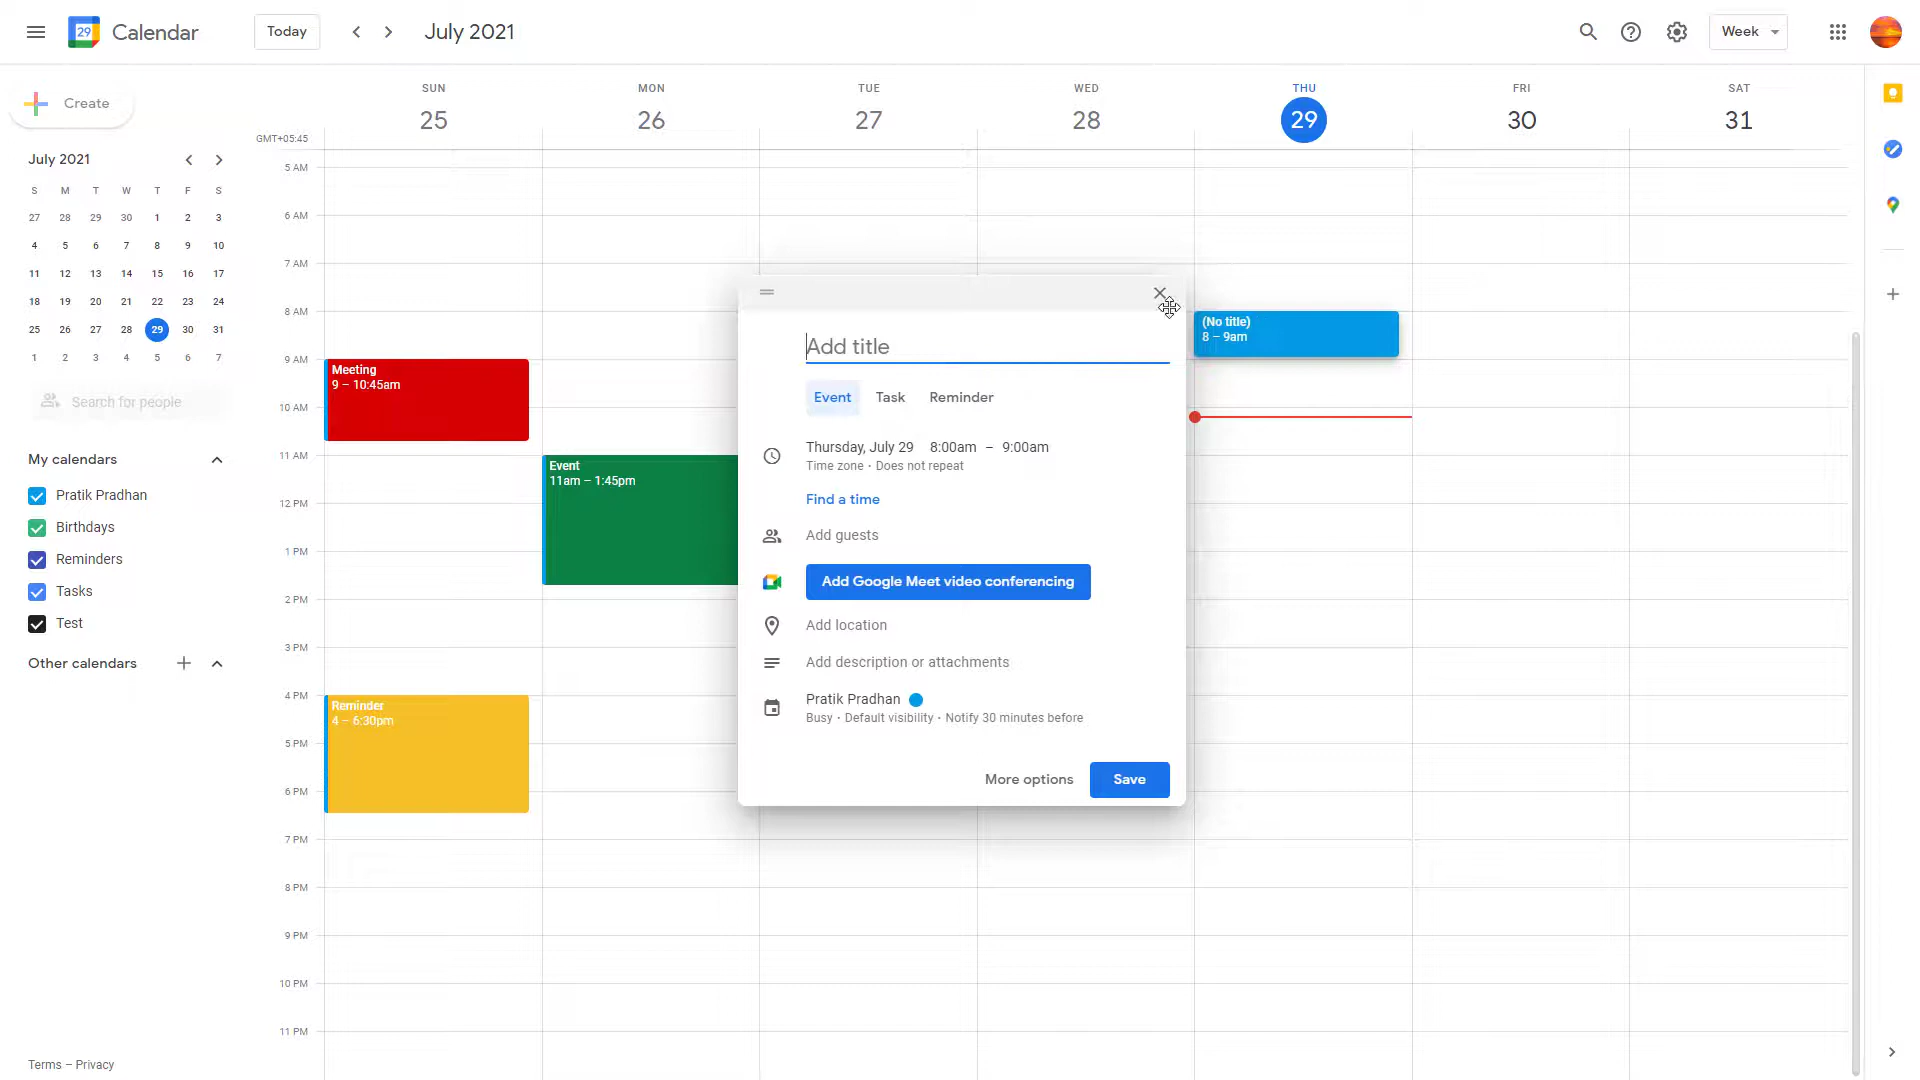 29 Calendar Today July 2021 Week
Create
SUN MON TUE WED THU FRI SAT
25 26 27 28 29 30 31
GMT+05:45
July 2021
S M T W T F S
27 28 29 30 1 2 3
4 5 6 7 8 9 10
11 12 13 14 15 16 17
18 19 20 21 22 23 24
25 26 27 28 29 30 31
1 2 3 4 5 6 7
Search for people
My calendars
Pratik Pradhan
Birthdays
Reminders
Tasks
Test
Other calendars
Terms – Privacy
5 AM
6 AM
7 AM
8 AM
9 AM
10 AM
11 AM
12 PM
1 PM
2 PM
3 PM
4 PM
5 PM
6 PM
7 PM
8 PM
9 PM
10 PM
11 PM
Meeting
9 – 10:45am
Reminder
4 – 6:30pm
Event
11am – 1:45pm
Add title
Event Task Reminder
Thursday, July 29 8:00am – 9:00am
Time zone · Does not repeat
Find a time
Add guests
Add Google Meet video conferencing
Add location
Add description or attachments
Pratik Pradhan
Busy · Default visibility · Notify 30 minutes before
More options Save
(No title)
8 – 9am